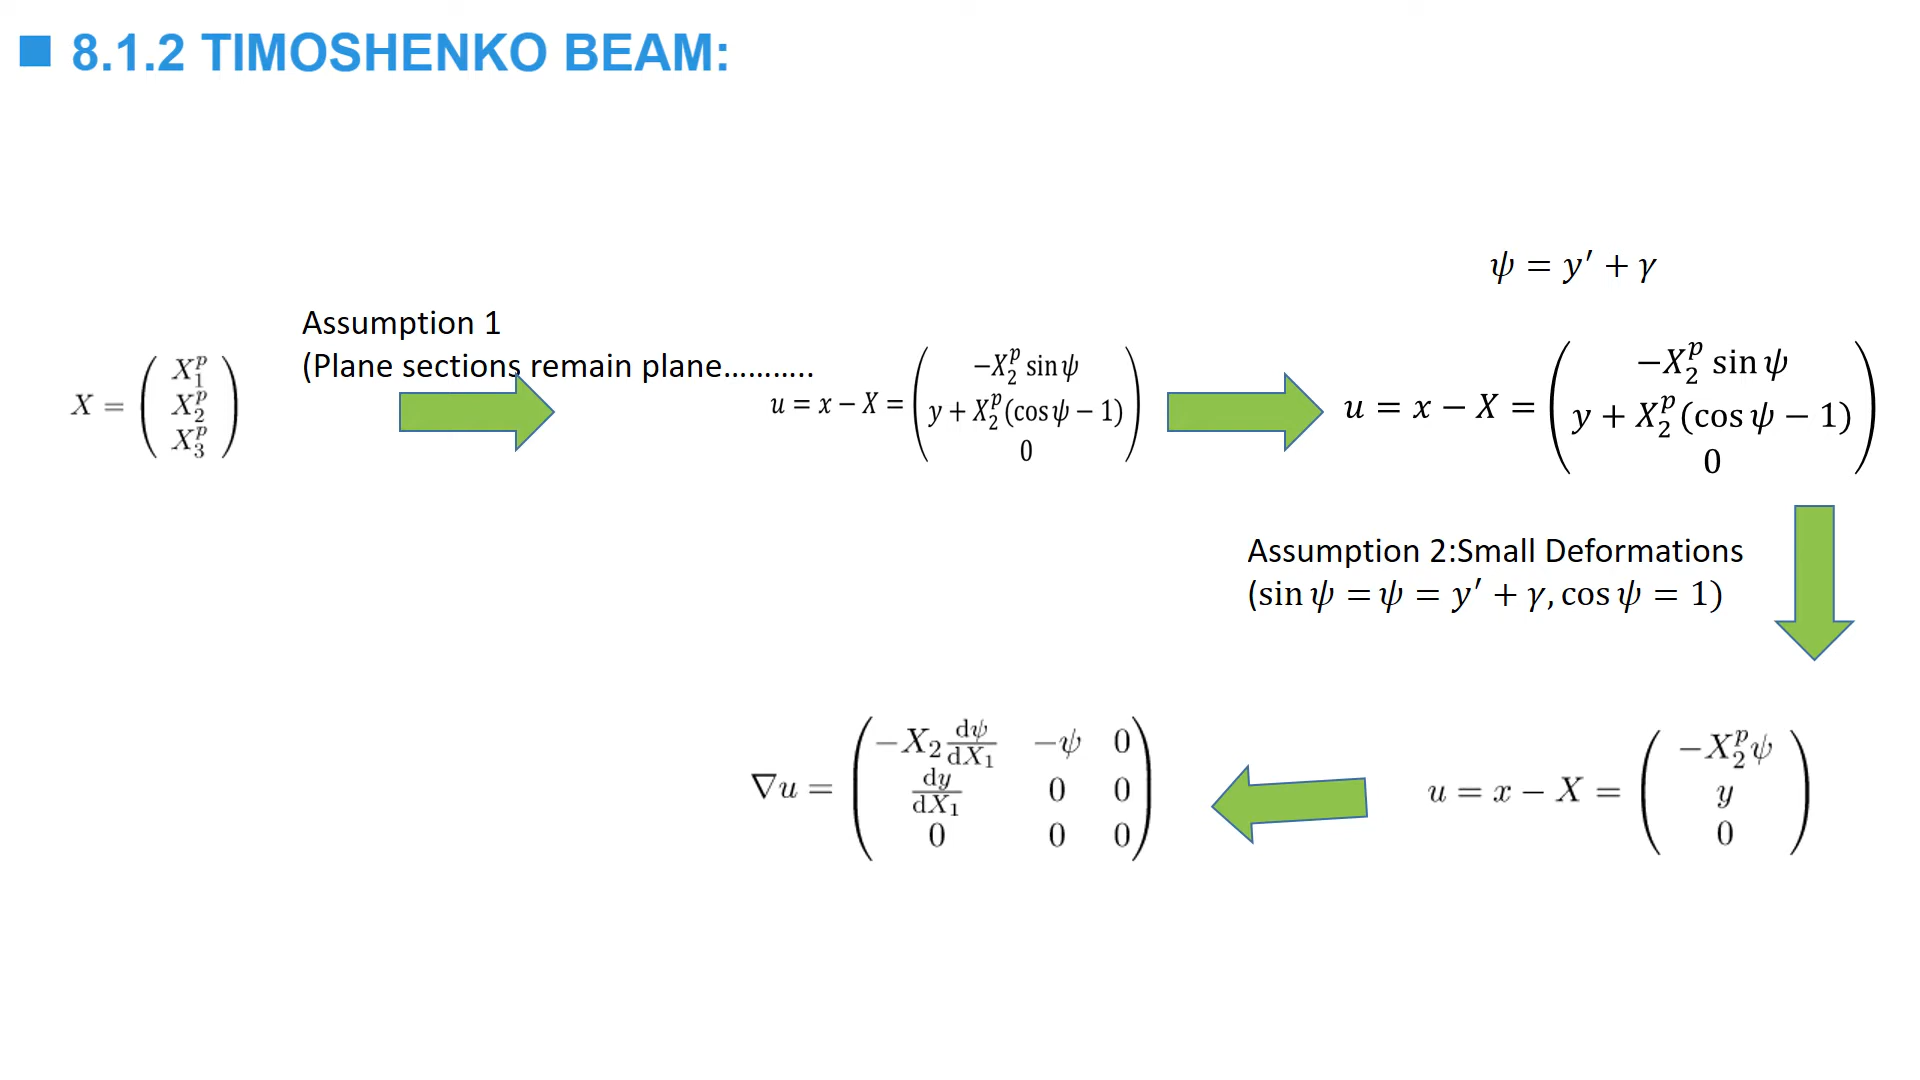 8.1.2 TIMOSHENKO BEAM:
ψ = y′ + γ
Assumption 1
(Plane sections remain plane………..
X = ( X₁ᵖ
X₂ᵖ
X₃ᵖ )
u = x − X = ( −X₂ᵖ sin ψ
y + X₂ᵖ(cos ψ − 1)
0 )
u = x − X = ( −X₂ᵖ sin ψ
y + X₂ᵖ(cos ψ − 1)
0 )
Assumption 2:Small Deformations
(sin ψ = ψ = y′ + γ, cos ψ = 1)
∇u = ( −X₂ dψ/dX₁ −ψ 0
dy/dX₁ 0 0
0 0 0 )
u = x − X = ( −X₂ᵖψ
y
0 )